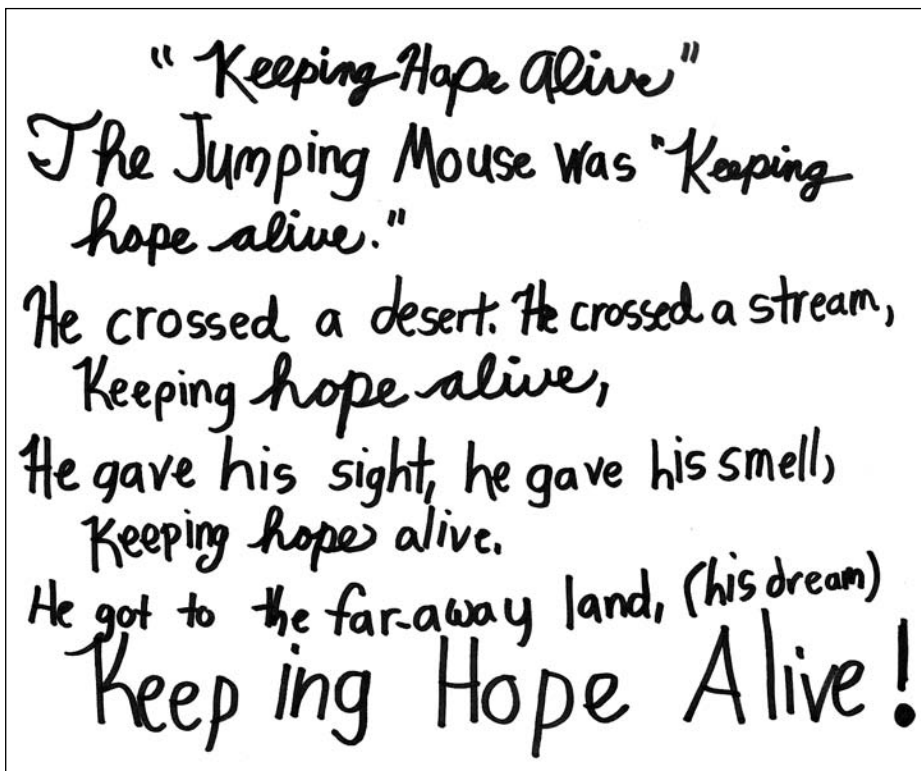 "Keeping Hope Alive"
The Jumping Mouse was "Keeping
hope alive."
He crossed a desert. He crossed a stream,
Keeping hope alive,
He gave his sight, he gave his smell,
Keeping hope alive.
He got to the far-away land, (his dream)
Keeping Hope Alive!